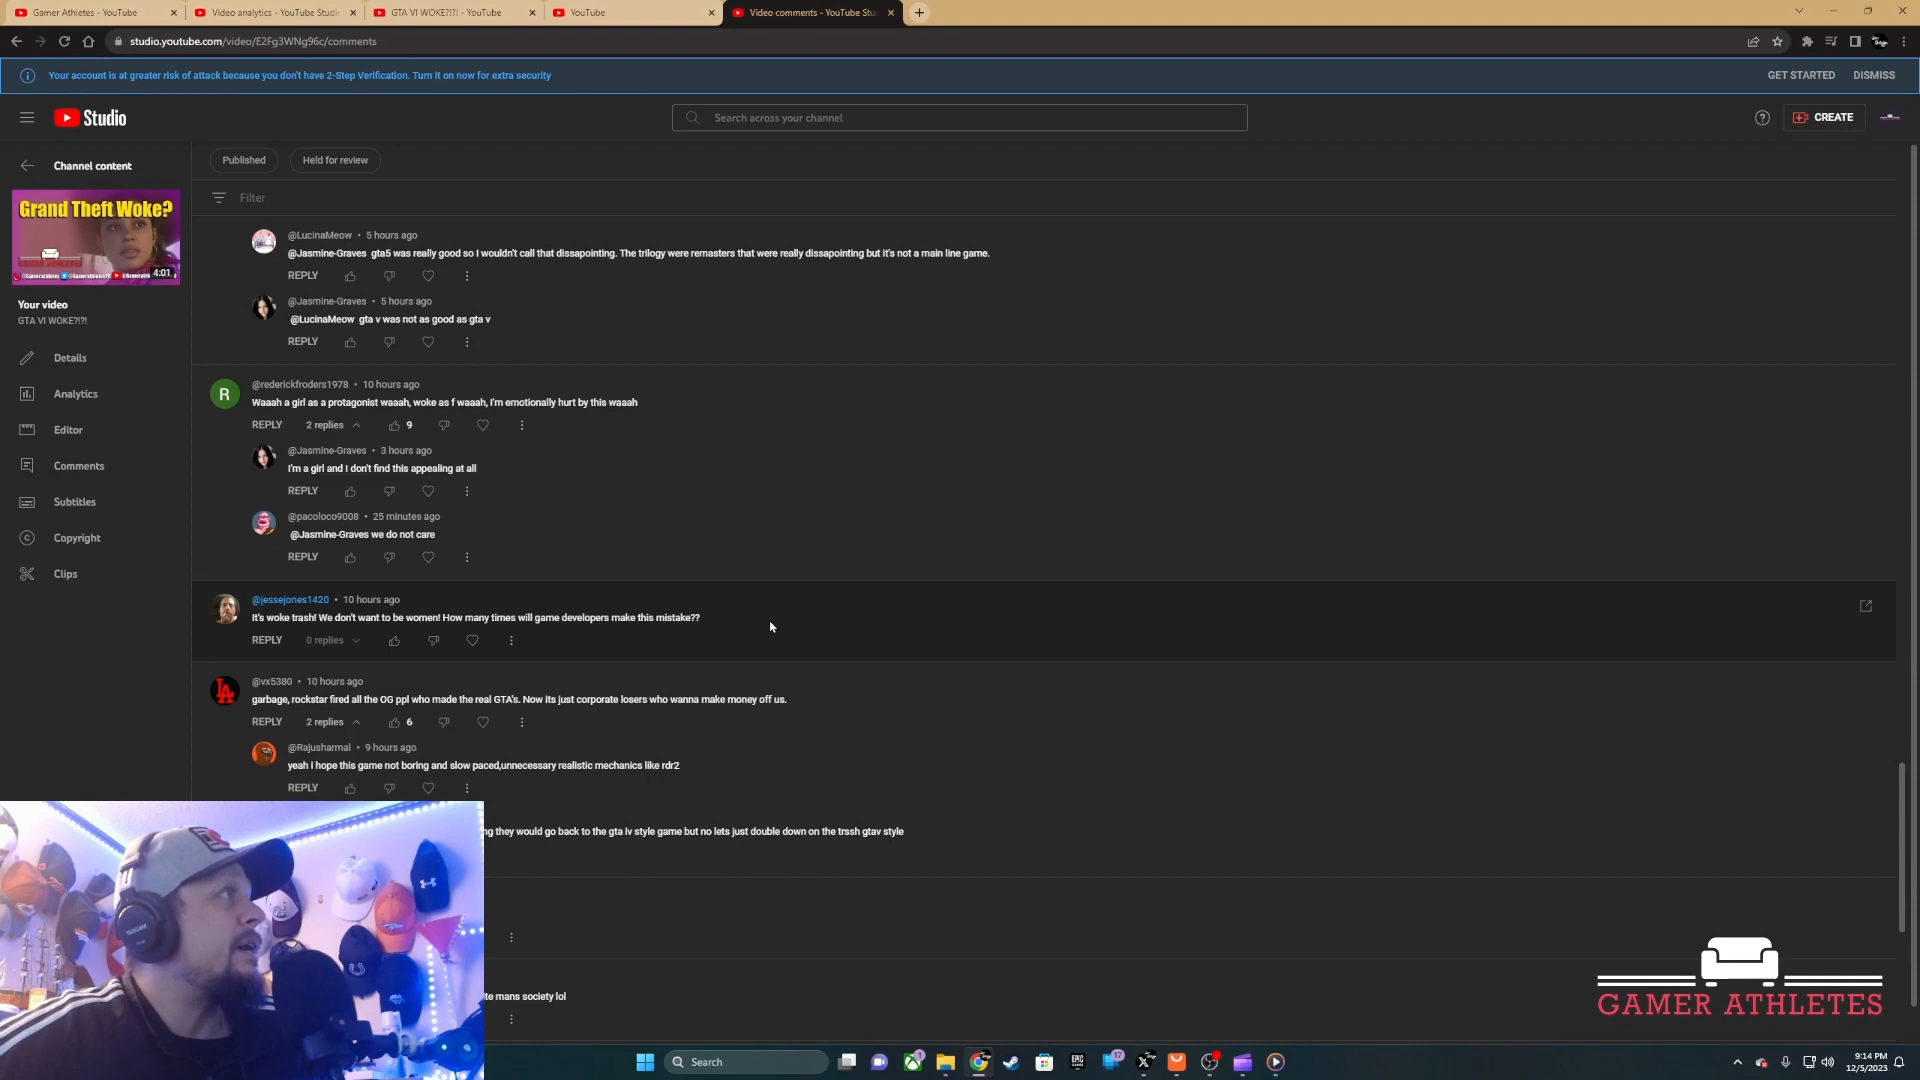 Gamer Athletes - YouTube
Video analytics - YouTube Studi
GTA VI WOKE?!?! - YouTube
YouTube
Video comments - YouTube Stu
studio.youtube.com/video/E2Fg3WNg96c/comments
Your account is at greater risk of attack because you don't have 2-Step Verification. Turn it on now for extra security
GET STARTED
DISMISS
Studio
Search across your channel
CREATE
Channel content
Grand Theft Woke?
4:01
Your video
GTA VI WOKE?!?!
Details
Analytics
Editor
Comments
Subtitles
Copyright
Clips
Published
Held for review
Filter
@LucinaMeow • 5 hours ago
@Jasmine-Graves gta5 was really good so I wouldn't call that dissapointing. The trilogy were remasters that were really dissapointing but it's not a main line game.
REPLY
@Jasmine-Graves • 5 hours ago
@LucinaMeow gta v was not as good as gta v
REPLY
R
@rederickfroders1978 • 10 hours ago
Waaah a girl as a protagonist waaah, woke as f waaah, I'm emotionally hurt by this waaah
REPLY 2 replies 9
@Jasmine-Graves • 3 hours ago
I'm a girl and I don't find this appealing at all
REPLY
@pacoloco9008 • 25 minutes ago
@Jasmine-Graves we do not care
REPLY
@jessejones1420 • 10 hours ago
It's woke trash! We don't want to be women! How many times will game developers make this mistake??
REPLY 0 replies
@vx5380 • 10 hours ago
garbage, rockstar fired all the OG ppl who made the real GTA's. Now its just corporate losers who wanna make money off us.
REPLY 2 replies 6
@Rajusharmal • 9 hours ago
yeah i hope this game not boring and slow paced,unnecessary realistic mechanics like rdr2
REPLY
ng they would go back to the gta iv style game but no lets just double down on the trssh gtav style
te mans society lol
TASCAM
GAMER ATHLETES
Search
1
17
9:14 PM
12/5/2023